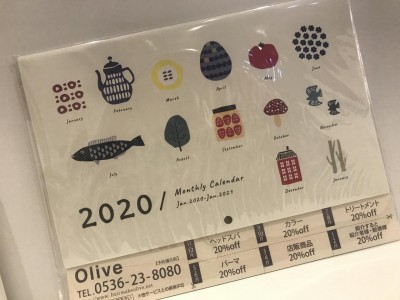 January
February
March
April
May
June
July
August
September
October
November
December
January
2020/
Monthly Calendar
Jan.2020-Jan.2021
Olive
TEL.0536-23-8080
ヘッドスパ
20%off
カラー
20%off
トリートメント
20%off
パーマ
20%off
店販商品
20%off
20%off